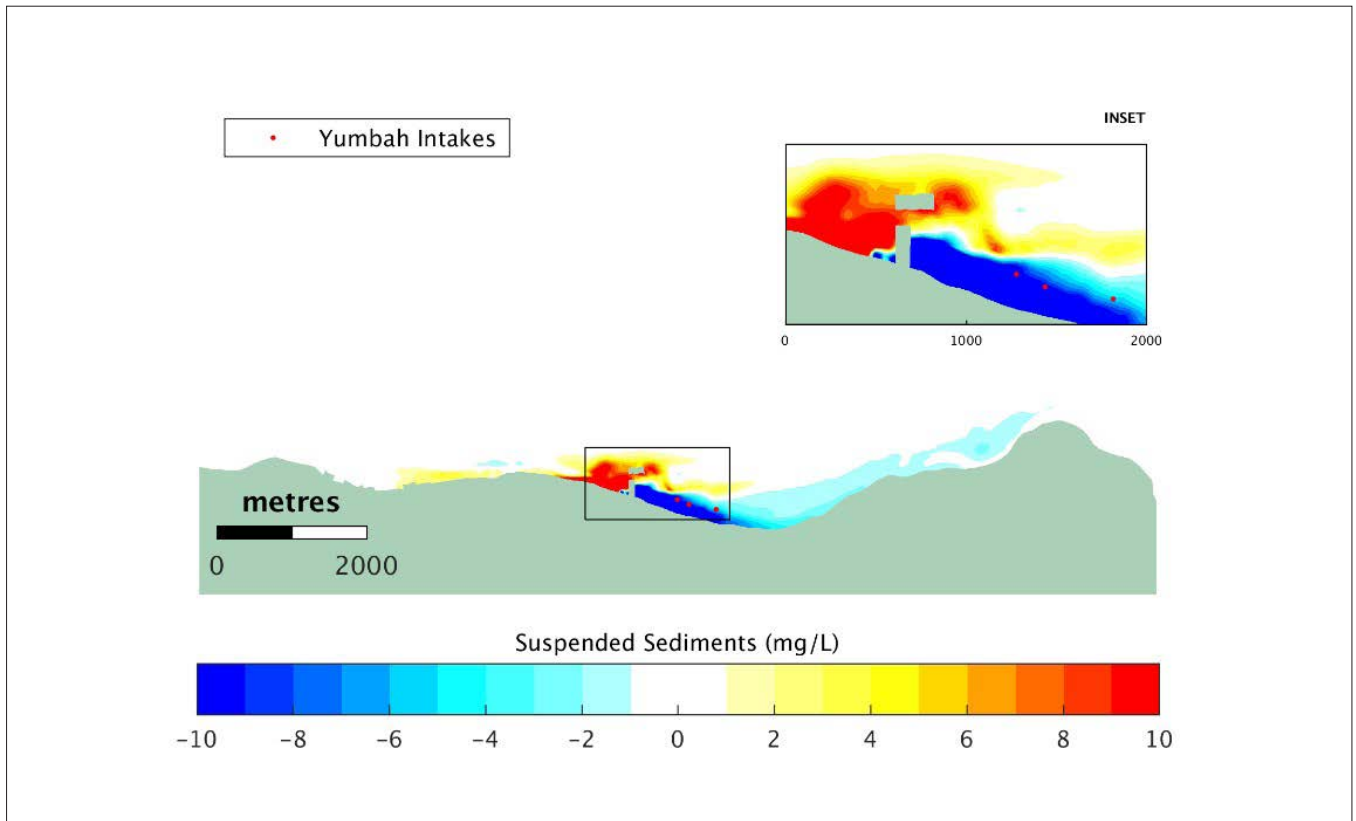 Yumbah Intakes
INSET
0 1000 2000
metres
0 2000
Suspended Sediments (mg/L)
−10 −8 −6 −4 −2 0 2 4 6 8 10